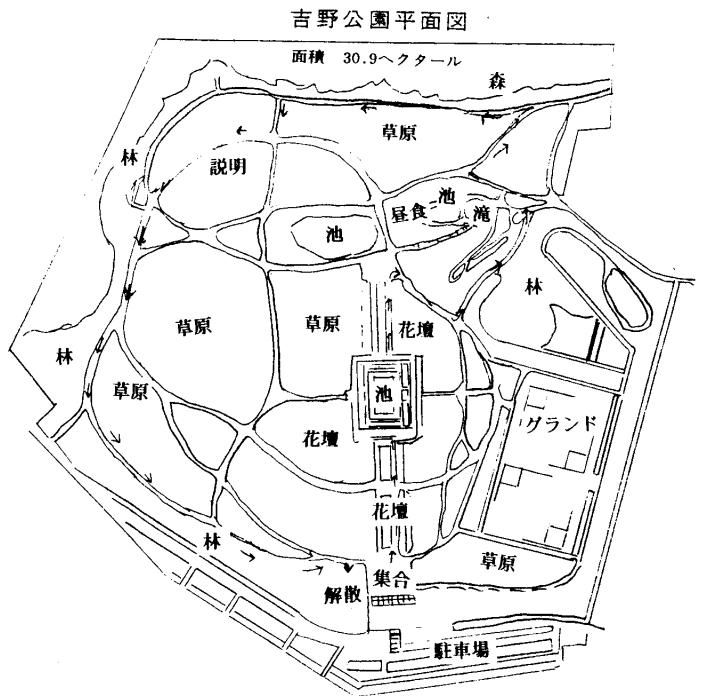 吉野公園平面図
面積 30.9ヘクタール
森
草原
林
説明
池
昼食
滝
池
林
草原
草原
花壇
林
草原
池
グランド
花壇
花壇
林
草原
集合
解散
駐車場